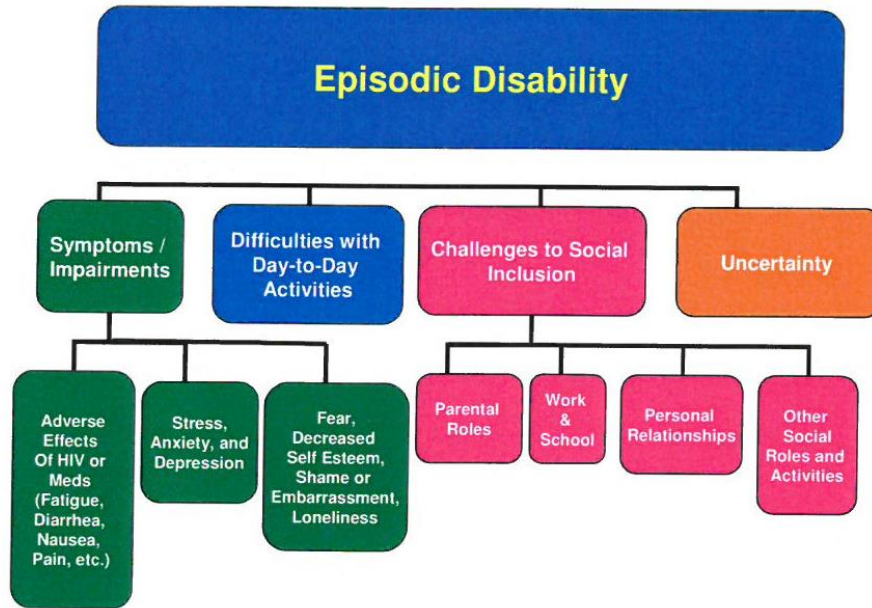 Episodic Disability
Symptoms /
Impairments
Difficulties with
Day-to-Day
Activities
Challenges to Social
Inclusion
Uncertainty
Adverse
Effects
Of HIV or
Meds
(Fatigue,
Diarrhea,
Nausea,
Pain, etc.)
Stress,
Anxiety, and
Depression
Fear,
Decreased
Self Esteem,
Shame or
Embarrassment,
Loneliness
Parental
Roles
Work
&
School
Personal
Relationships
Other
Social
Roles and
Activities